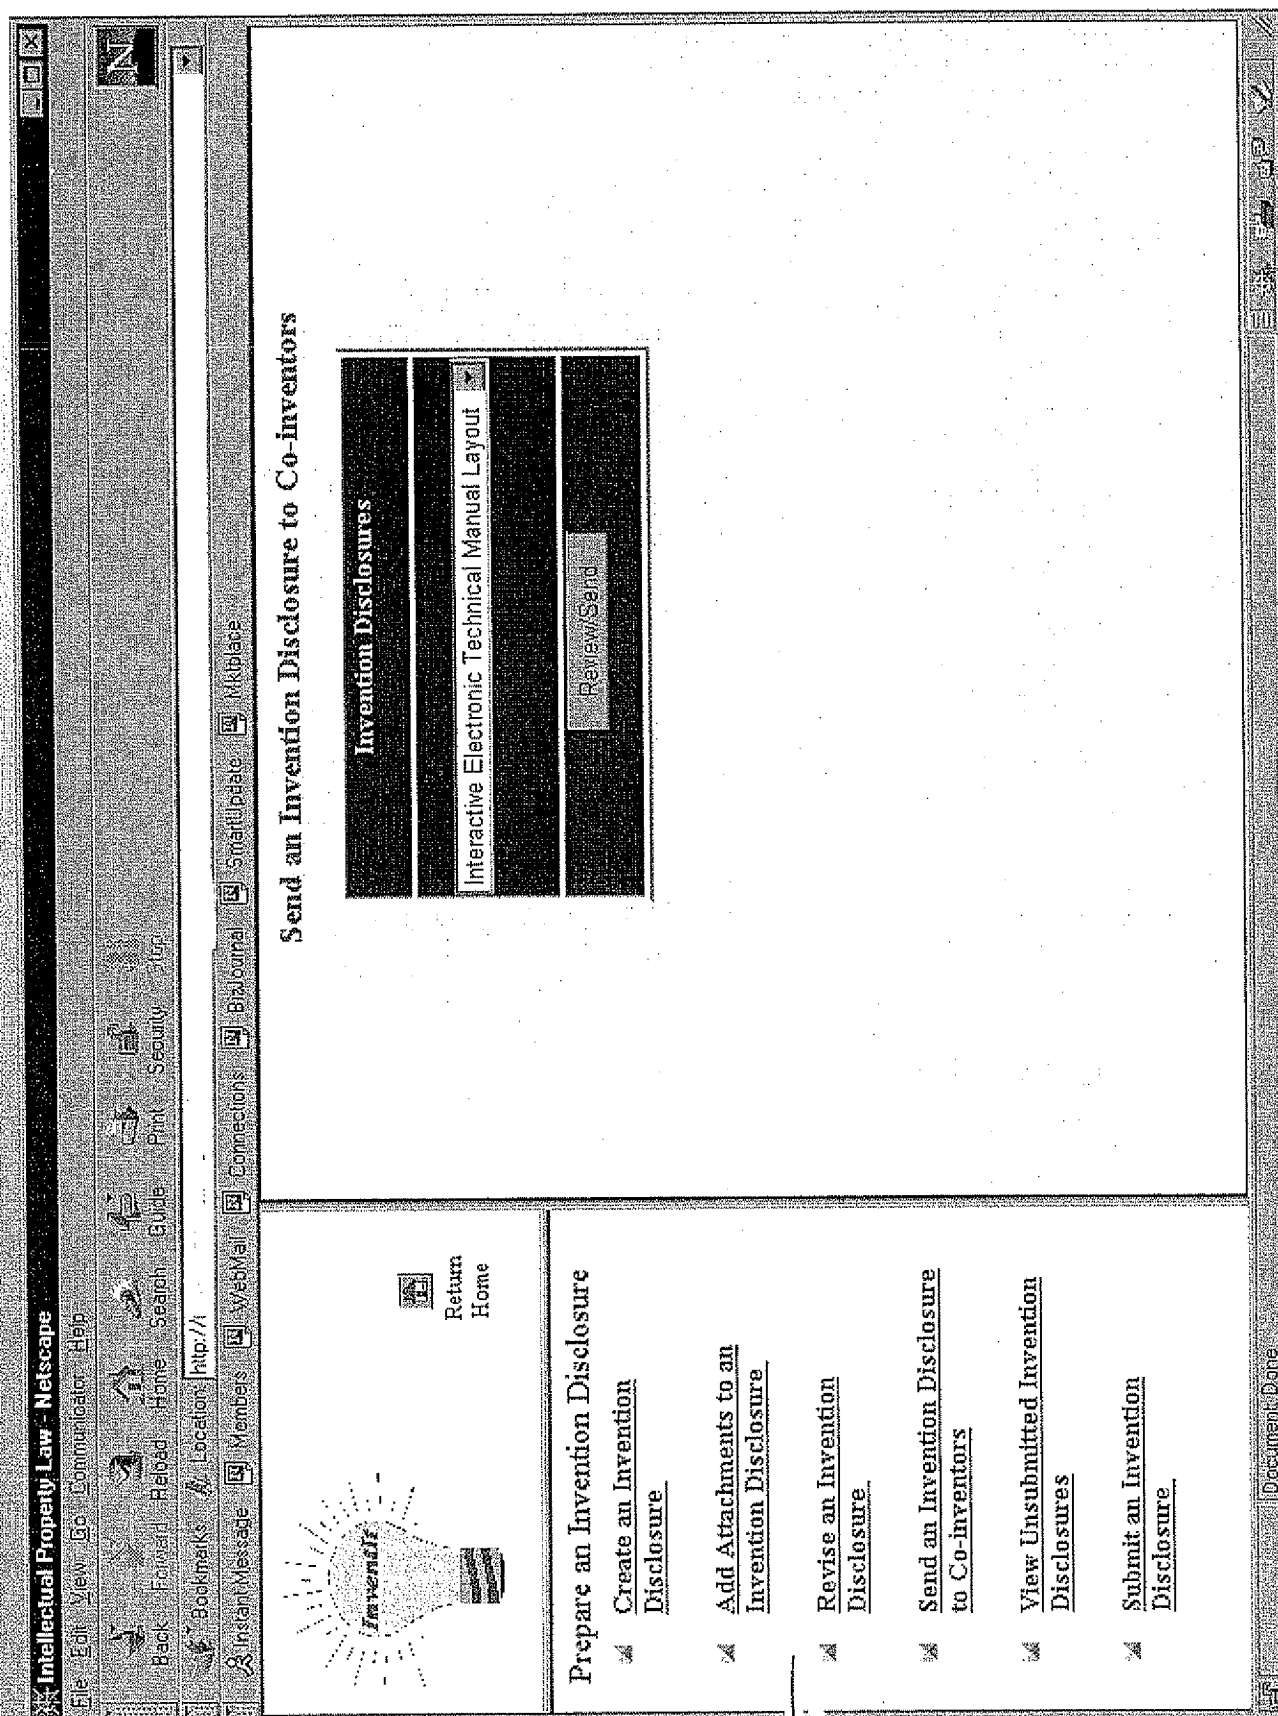 Intellectual Property Law - Netscape
File Edit View Go Communicator Help
Back Forward Reload Home Search Guide Print Security Stop
Bookmarks Location: http://
Instant Message Members WebMail Connections BizJournal SmartUpdate Mktplace
InventIt
Return
Home
Prepare an Invention Disclosure
Create an Invention
Disclosure
Add Attachments to an
Invention Disclosure
Revise an Invention
Disclosure
Send an Invention Disclosure
to Co-inventors
View Unsubmitted Invention
Disclosures
Submit an Invention
Disclosure
Send an Invention Disclosure to Co-inventors
Invention Disclosures
Interactive Electronic Technical Manual Layout
Review/Send
Document: Done